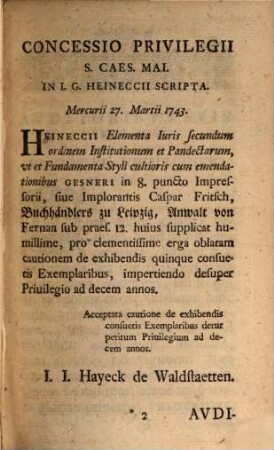 CONCESSIO PRIVILEGII
S. CAES. MAI.
IN I. G. HEINECCII SCRIPTA.
Mercurii 27. Martii 1743.
HEINECCII Elementa Iuris secundum
ordinem Institutionum et Pandectarum,
vt et Fundamenta Styli cultioris cum emenda-
tionibus GESNERI in 8. puncto Impres-
sorii, siue Implorantis Caspar Fritsch,
Buchhändlers zu Leipzig, Anwalt von
Fernan sub praes. 12. huius supplicat hu-
millime, pro clementissime erga oblatam
cautionem de exhibendis quinque consue-
tis Exemplaribus, impertiendo desuper
Priuilegio ad decem annos.
Acceptata cautione de exhibendis
consuetis Exemplaribus detur
petitum Priuilegium ad de-
cem annos.
I. I. Hayeck de Waldstaetten.
* 2 AVDI-